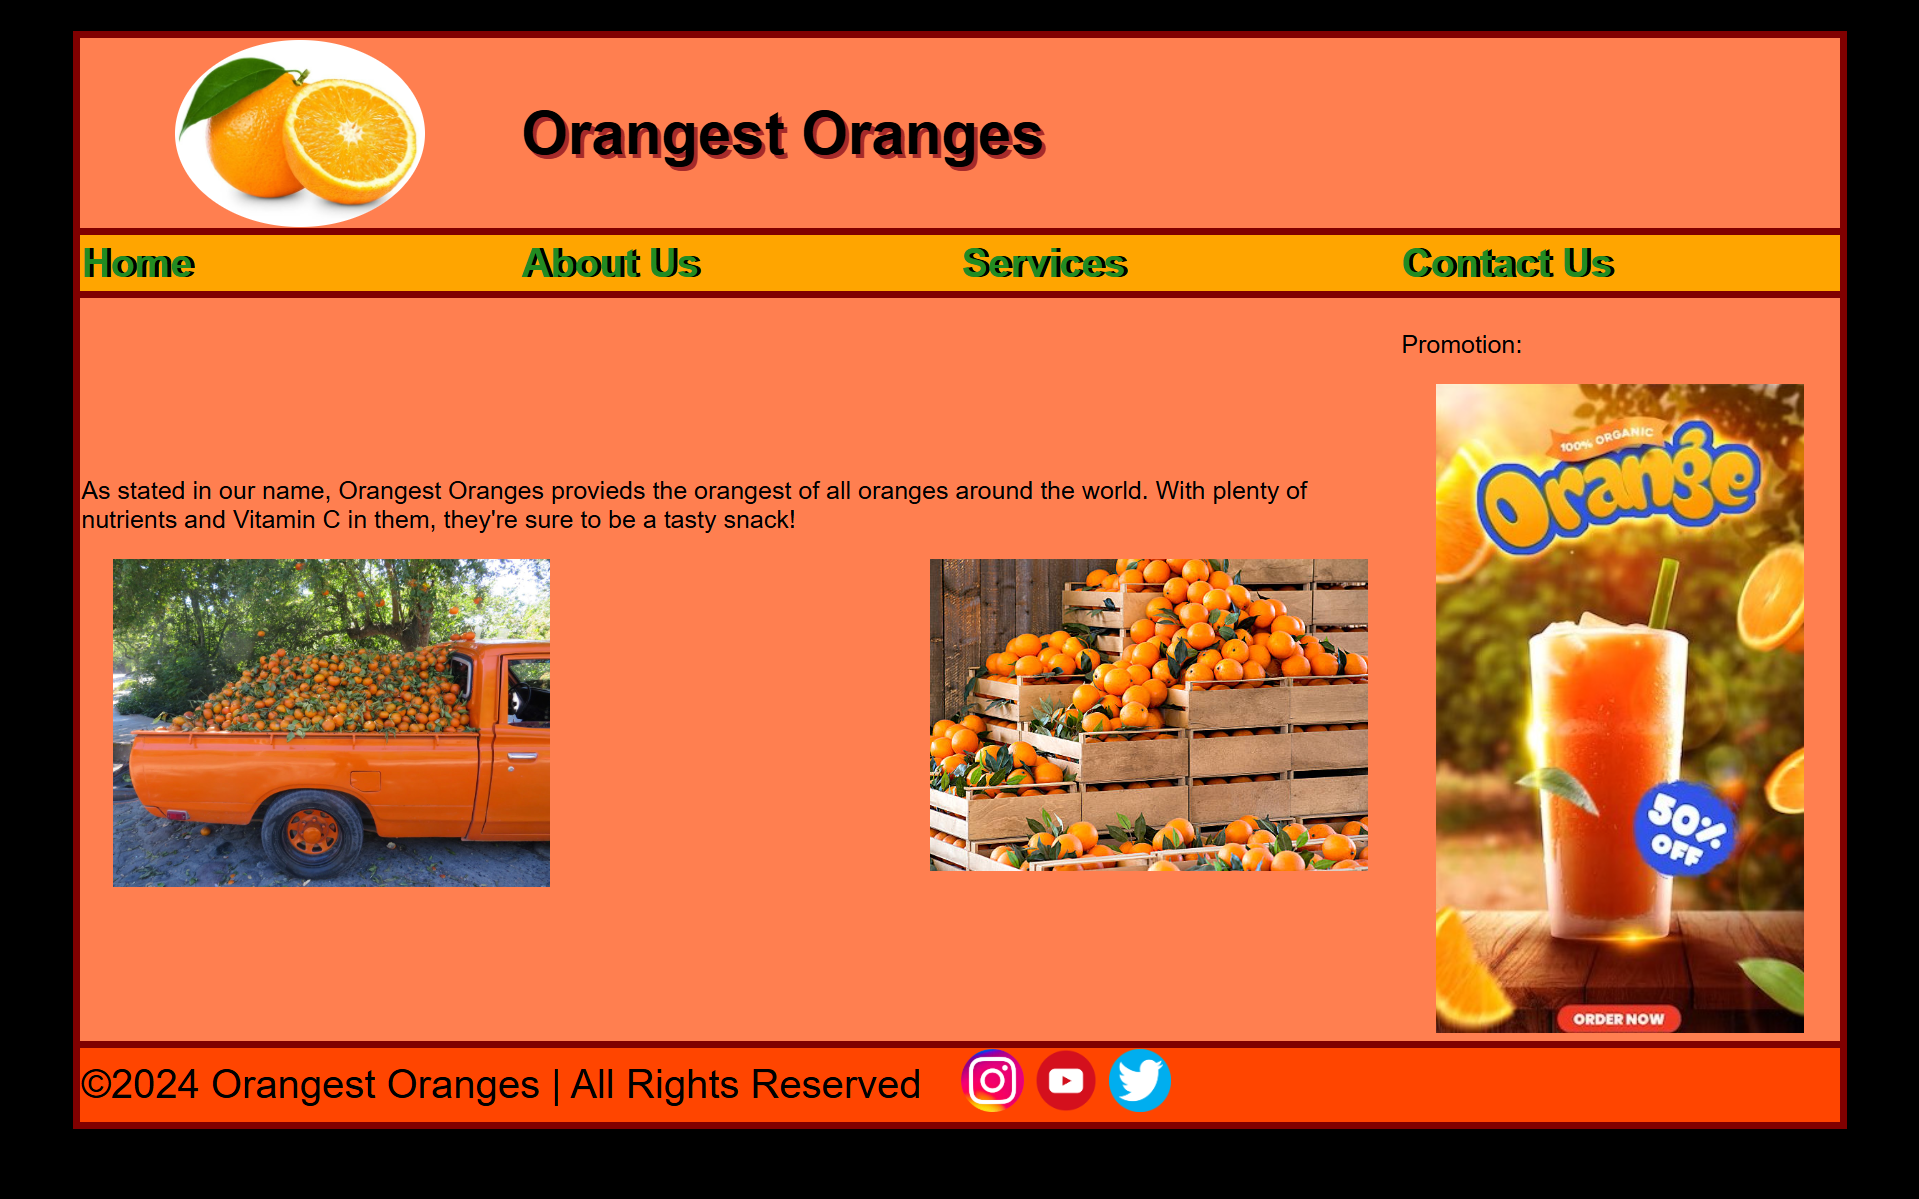 Orangest Oranges
Home
About Us
Services
Contact Us
Promotion:
100% ORGANIC
Orange
As stated in our name, Orangest Oranges provieds the orangest of all oranges around the world. With plenty of
nutrients and Vitamin C in them, they're sure to be a tasty snack!
50%
OFF
ORDER NOW
©2024 Orangest Oranges | All Rights Reserved